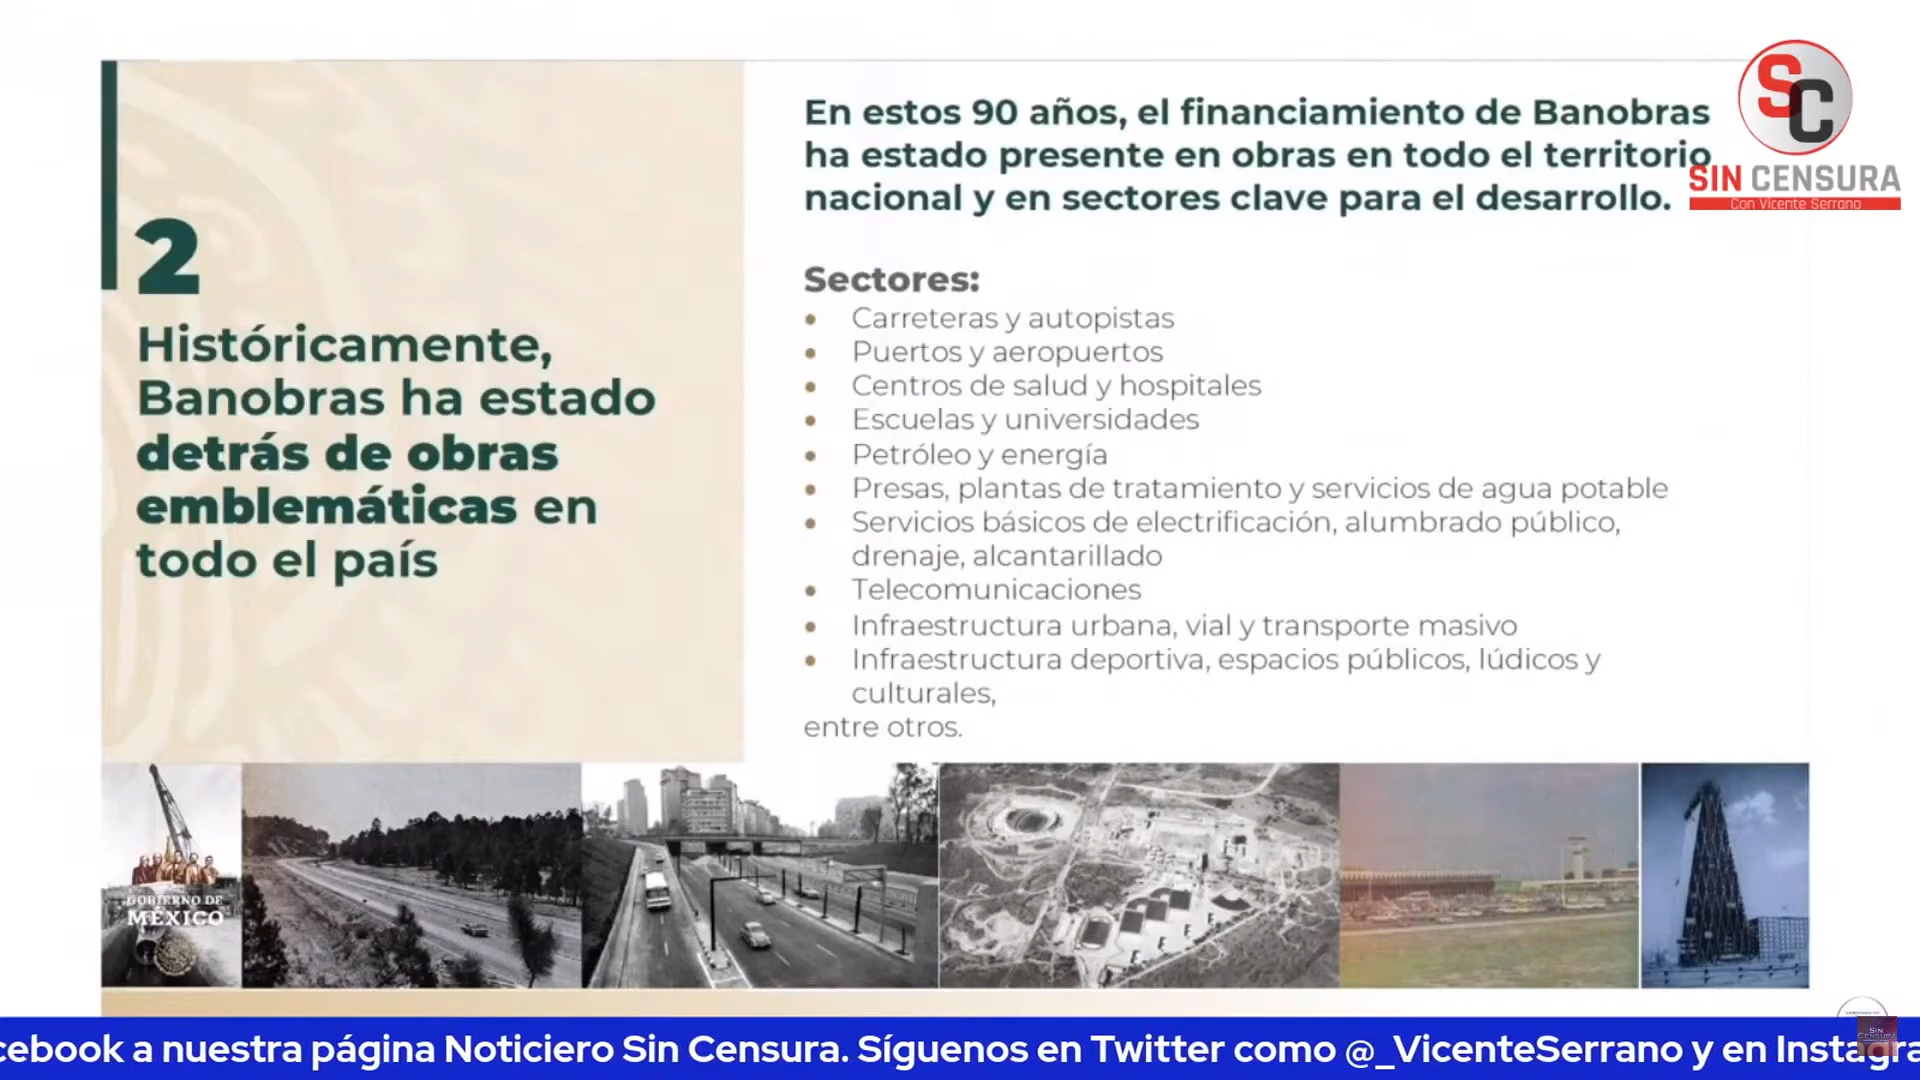 2
Históricamente,
Banobras ha estado
detrás de obras
emblemáticas en
todo el país
En estos 90 años, el financiamiento de Banobras
ha estado presente en obras en todo el territorio
nacional y en sectores clave para el desarrollo.
Sectores:
• Carreteras y autopistas
• Puertos y aeropuertos
• Centros de salud y hospitales
• Escuelas y universidades
• Petróleo y energía
• Presas, plantas de tratamiento y servicios de agua potable
• Servicios básicos de electrificación, alumbrado público,
drenaje, alcantarillado
• Telecomunicaciones
• Infraestructura urbana, vial y transporte masivo
• Infraestructura deportiva, espacios públicos, lúdicos y
culturales,
entre otros.
SC
SIN CENSURA
Con Vicente Serrano
GOBIERNO DE
MÉXICO
SIN
CENSURA
cebook a nuestra página Noticiero Sin Censura. Síguenos en Twitter como @_VicenteSerrano y en Instagra